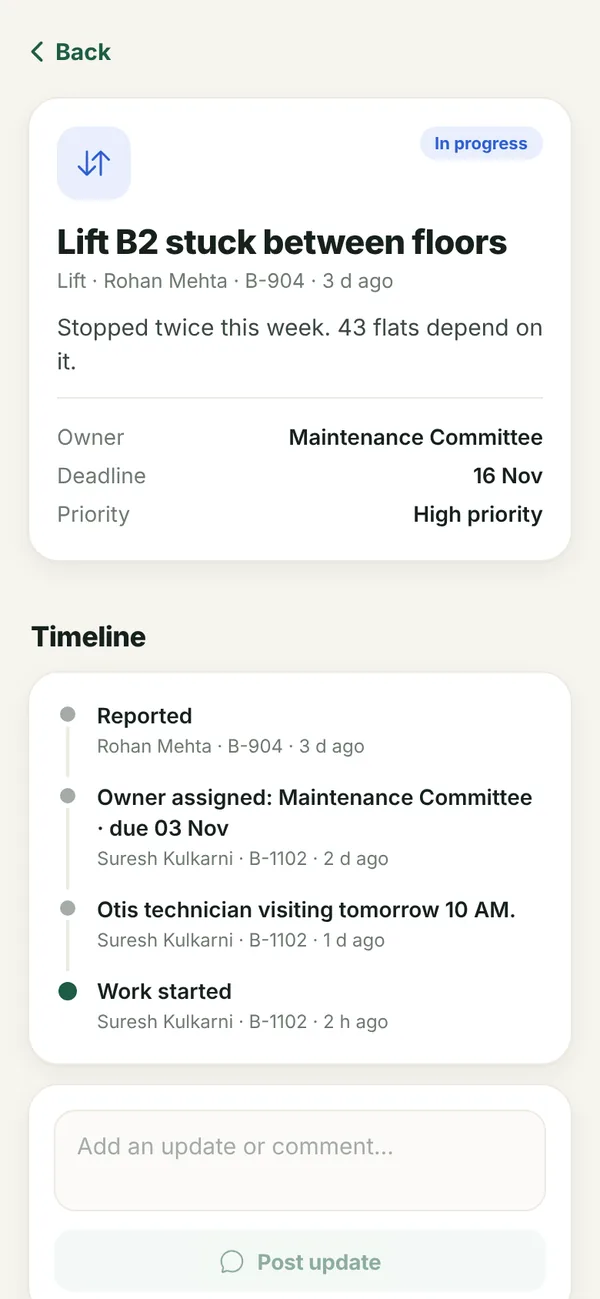 Back
In progress
Lift B2 stuck between floors
Lift · Rohan Mehta · B-904 · 3 d ago
Stopped twice this week. 43 flats depend on
it.
Owner Maintenance Committee
Deadline 16 Nov
Priority High priority
Timeline
Reported
Rohan Mehta · B-904 · 3 d ago
Owner assigned: Maintenance Committee
· due 03 Nov
Suresh Kulkarni · B-1102 · 2 d ago
Otis technician visiting tomorrow 10 AM.
Suresh Kulkarni · B-1102 · 1 d ago
Work started
Suresh Kulkarni · B-1102 · 2 h ago
Add an update or comment...
Post update